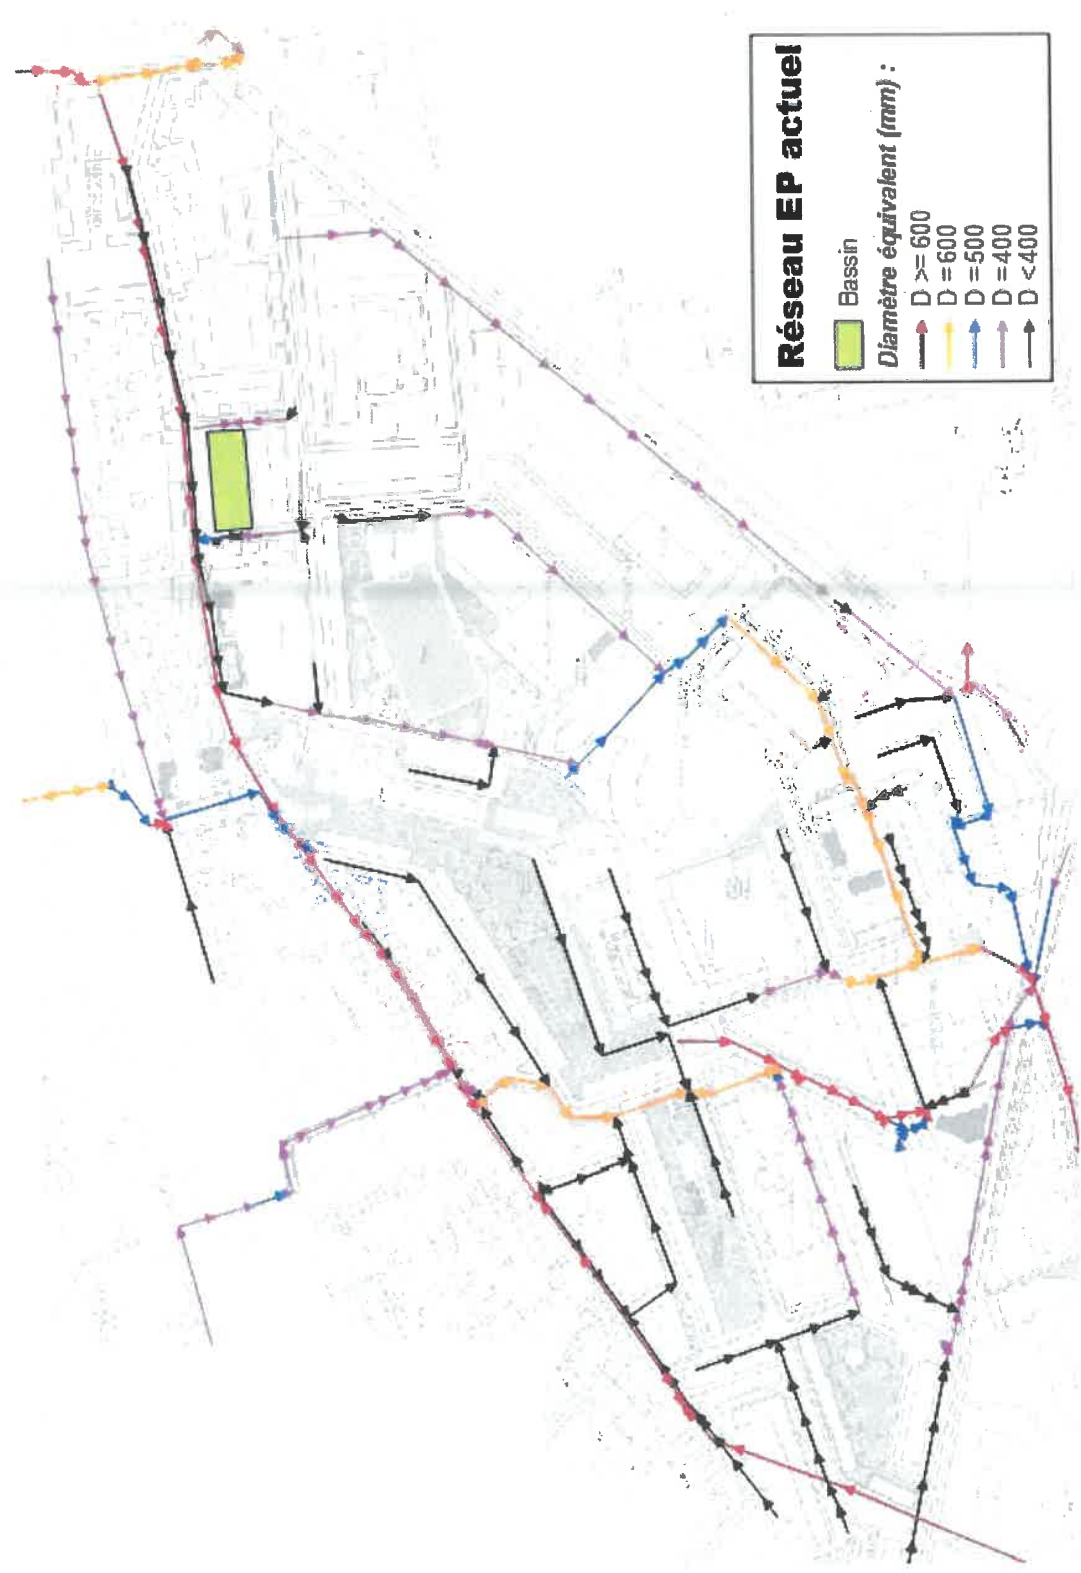 Réseau EP actuel
Bassin
Diamètre équivalent (mm) :
D >= 600
D = 600
D = 500
D = 400
D < 400